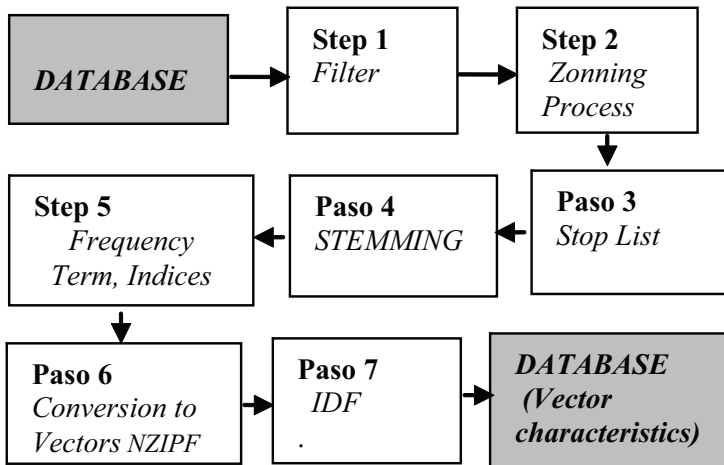 DATABASE
Step 1
Filter
Step 2
Zonning
Process
Paso 3
Stop List
Paso 4
STEMMING
Step 5
Frequency
Term, Indices
Paso 6
Conversion to
Vectors NZIPF
Paso 7
IDF
.
DATABASE
(Vector
characteristics)